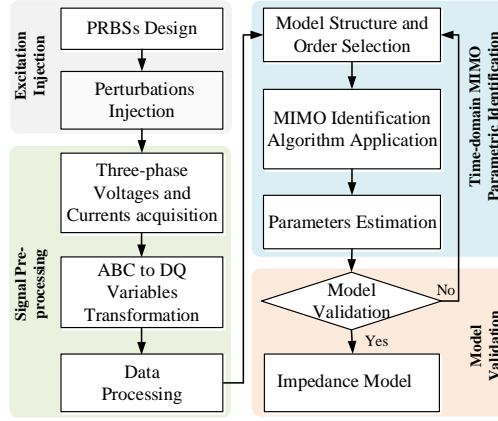 Excitation
Injection
PRBSs Design
Perturbations
Injection
Signal Pre-
processing
Three-phase
Voltages and
Currents acquisition
ABC to DQ
Variables
Transformation
Data
Processing
Model Structure and
Order Selection
MIMO Identification
Algorithm Application
Parameters Estimation
Time-domain MIMO
Parametric Identification
Model
Validation
No
Yes
Impedance Model
Model
Validation